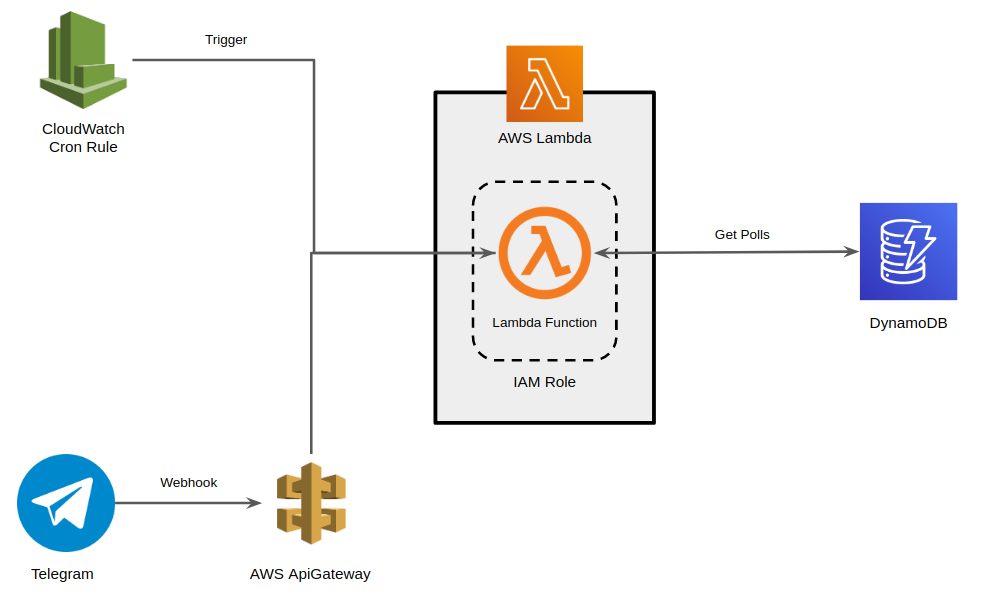 Trigger
CloudWatch
Cron Rule
AWS Lambda
Get Polls
Lambda Function
DynamoDB
IAM Role
Webhook
Telegram
AWS ApiGateway